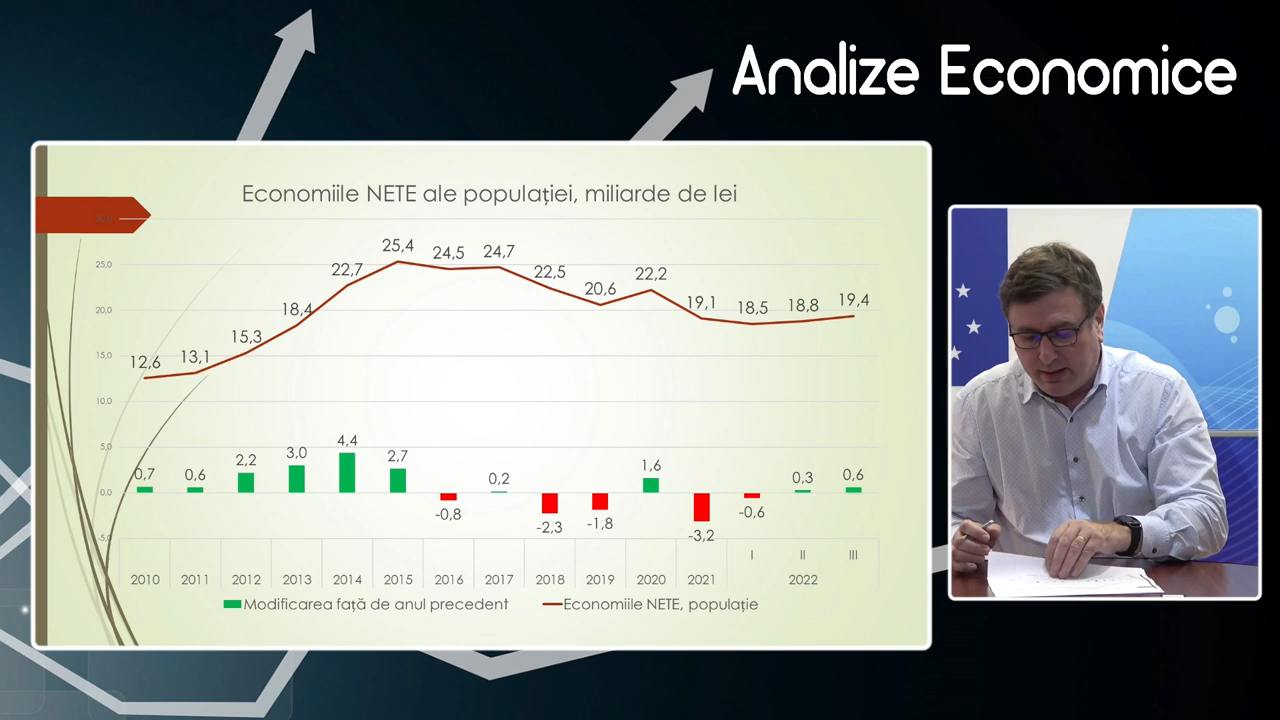 Analize Economice
Economiile NETE ale populației, miliarde de lei
30,0
25,0
20,0
15,0
10,0
5,0
0,0
-5,0
12,6 13,1 15,3 18,4 22,7 25,4 24,5 24,7 22,5 20,6 22,2 19,1 18,5 18,8 19,4
0,7 0,6 2,2 3,0 4,4 2,7 -0,8 0,2 -2,3 -1,8 1,6 -3,2 -0,6 0,3 0,6
I II III
2010 2011 2012 2013 2014 2015 2016 2017 2018 2019 2020 2021 2022
Modificarea față de anul precedent Economiile NETE, populație